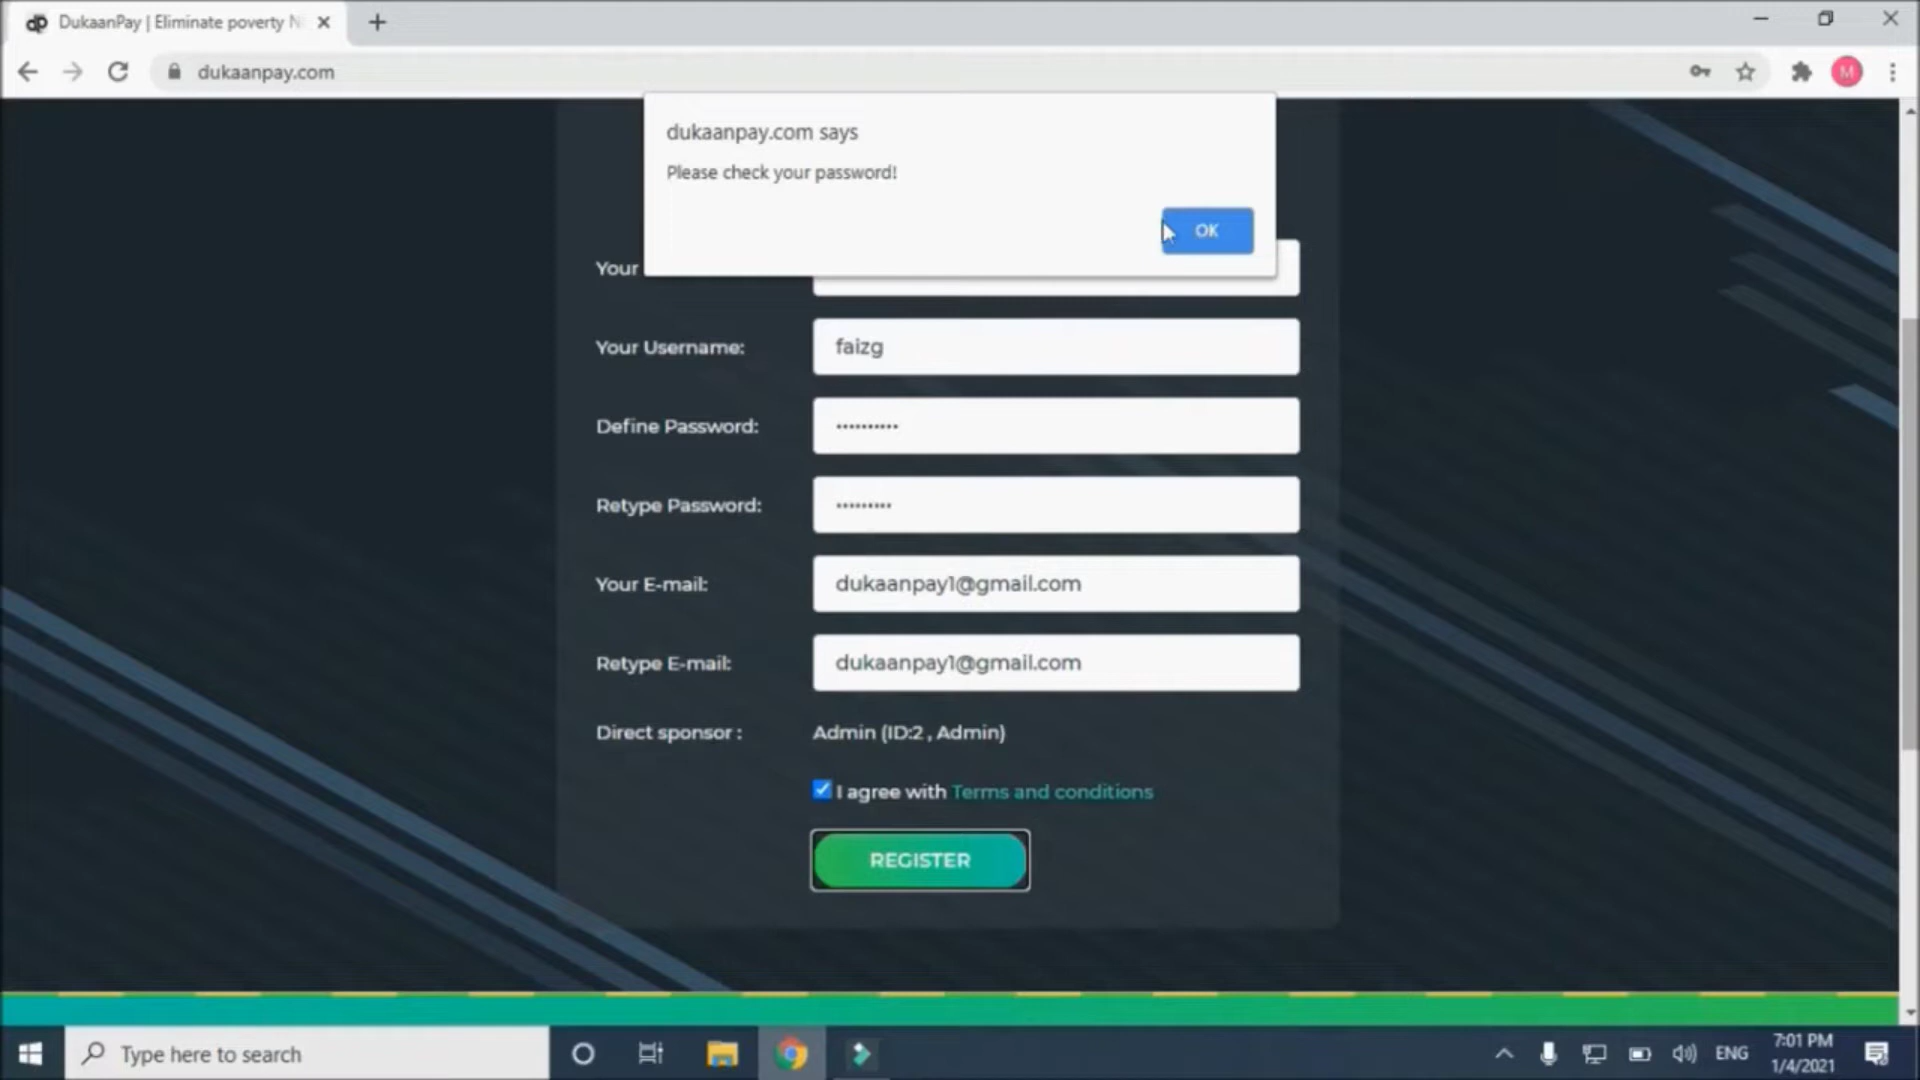 DukaanPay | Eliminate poverty
dukaanpay.com
M
dukaanpay.com says
Please check your password!
OK
Your
Your Username:
faizg
Define Password:
••••••••••
Retype Password:
•••••••••
Your E-mail:
dukaanpay1@gmail.com
Retype E-mail:
dukaanpay1@gmail.com
Direct sponsor :
Admin (ID:2 , Admin)
I agree with Terms and conditions
REGISTER
Type here to search
ENG
7:01 PM
1/4/2021